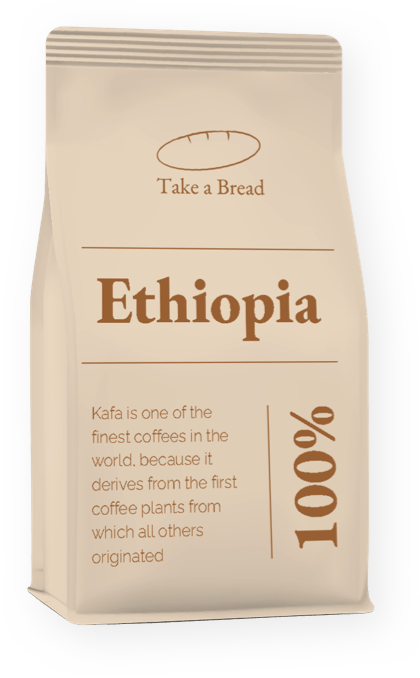 Take a Bread
Ethiopia
Kafa is one of the
finest coffees in the
world, because it
derives from the first
coffee plants from
which all others
originated
100%